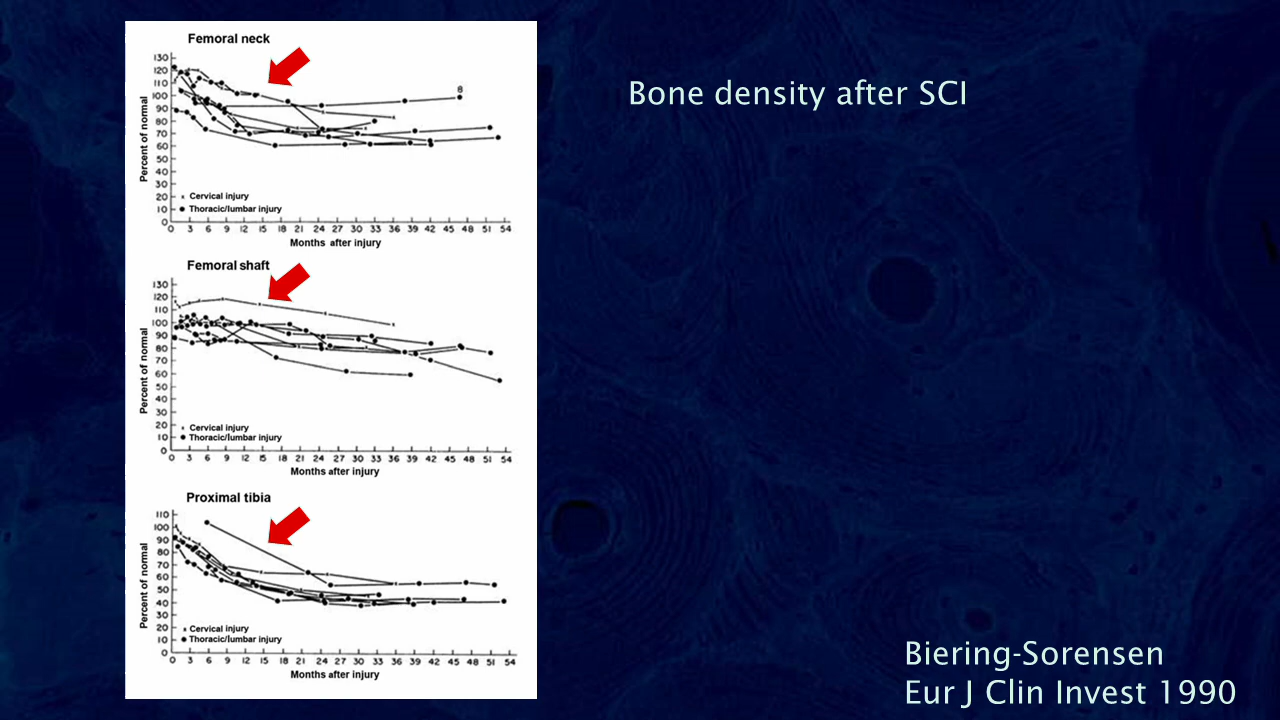 Bone density after SCI
Femoral neck
130
120
110
100
90
80
70
60
50
40
30
20
10
0
Percent of normal
8
x Cervical injury
● Thoracic/lumbar injury
0 3 6 9 12 15 18 21 24 27 30 33 36 39 42 45 48 51 54
Months after injury
Femoral shaft
130
120
110
100
90
80
70
60
50
40
30
20
10
0
Percent of normal
x Cervical injury
● Thoracic/lumbar injury
0 3 6 9 12 15 18 21 24 27 30 33 36 39 42 45 48 51 54
Months after injury
Proximal tibia
110
100
90
80
70
60
50
40
30
20
10
0
Percent of normal
x Cervical injury
● Thoracic/lumbar injury
0 3 6 9 12 15 18 21 24 27 30 33 36 39 42 45 48 51 54
Months after injury
Biering-Sorensen
Eur J Clin Invest 1990